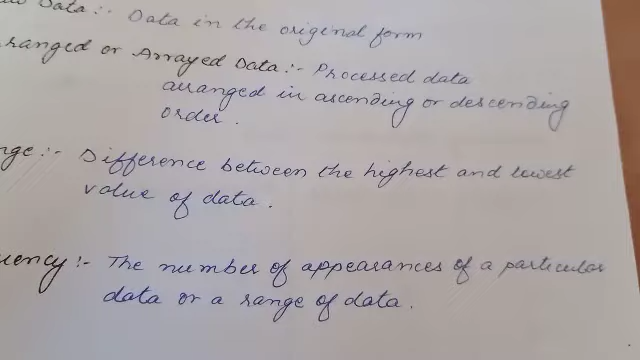 Data:- Data in the original form
ranged or Arrayed Data:- Processed data
arranged in ascending or descending
order.
nge:- Difference between the highest and lowest
value of data.
uency:- The number of appearances of a particular
data or a range of data.